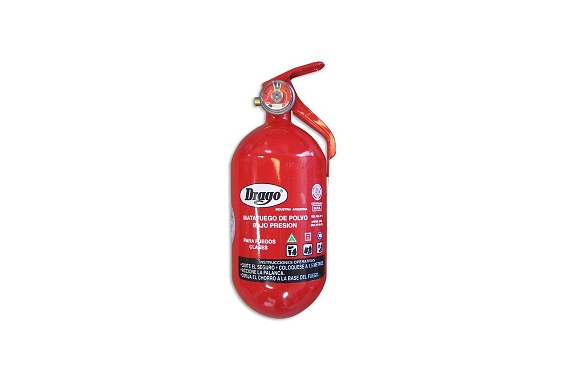 Drago
INDUSTRIA ARGENTINA
MATAFUEGO DE POLVO
BAJO PRESION
PARA FUEGOS
CLASES
INSTRUCCIONES OPERATIVAS
•QUITE EL SEGURO • COLOQUESE A 1,5 METROS.
•ACCIONE LA PALANCA.
•DIRIJA EL CHORRO A LA BASE DEL FUEGO.